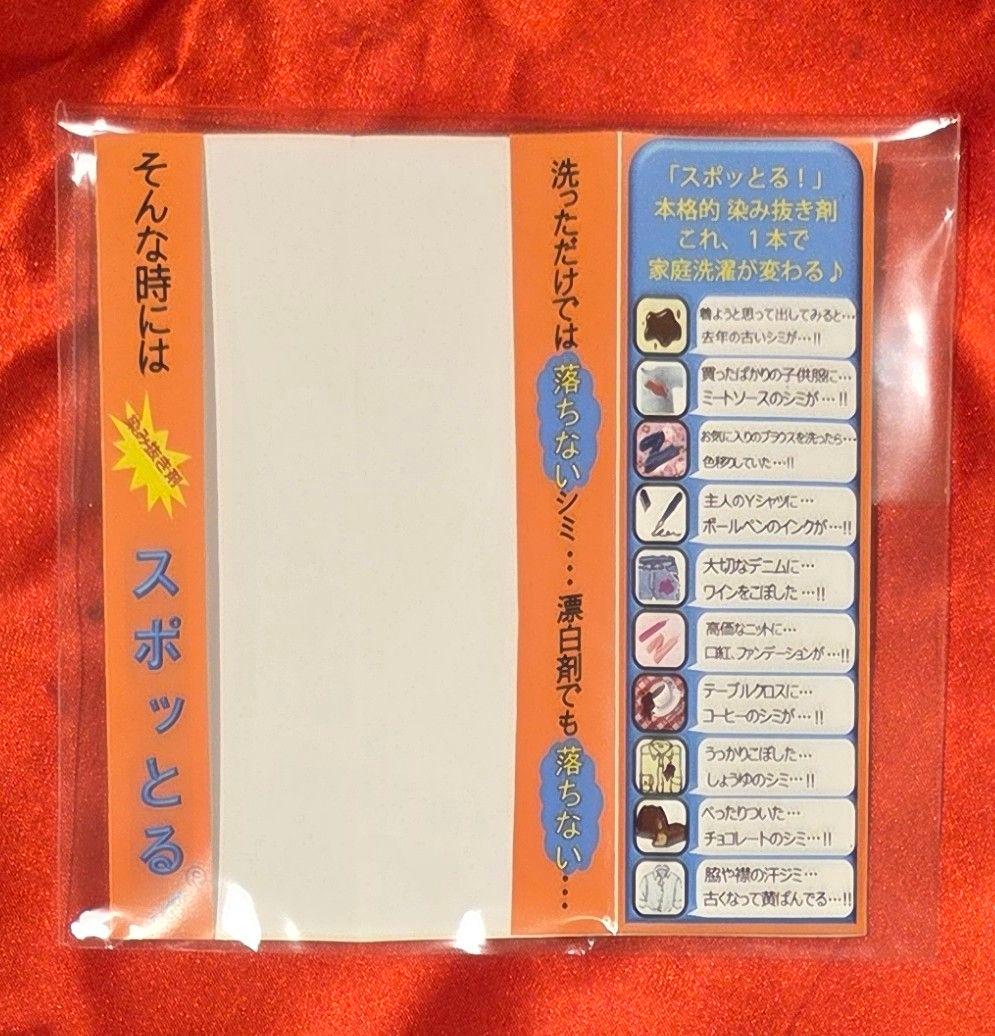 「スポッとる!」
本格的 染み抜き剤
これ、1本で
家庭洗濯が変わる♪
着ようと思って出してみると…
去年の古いシミが…!!
買ったばかりの子供服に…
ミートソースのシミが…!!
お気に入りのブラウスを洗ったら…
色移りしていた…!!
主人のYシャツに…
ボールペンのインクが…!!
大切なデニムに…
ワインをこぼした…!!
高価なニットに…
口紅、ファンデーションが…!!
テーブルクロスに…
コーヒーのシミが…!!
うっかりこぼした…
しょうゆのシミ…!!
べったりついた…
チョコレートのシミ…!!
脇や襟の汗ジミ…
古くなって黄ばんでる…!!
洗っただけでは落ちないシミ…漂白剤でも落ちない…
そんな時には
染み抜き剤
スポッとる
©